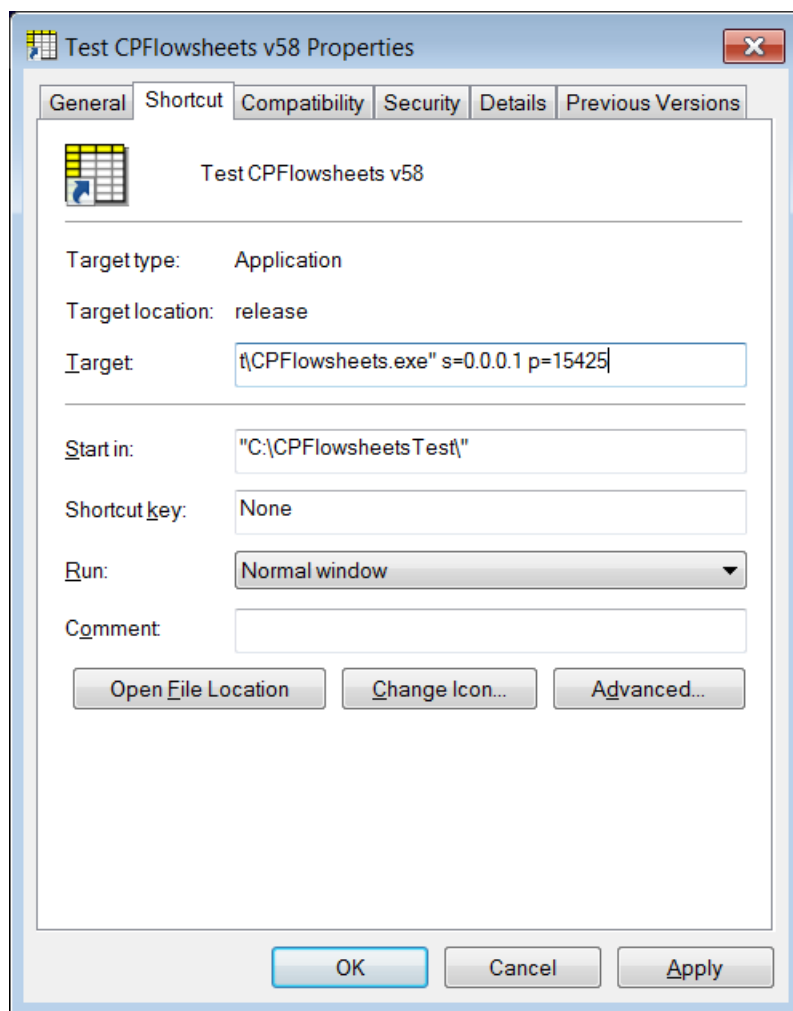 Test CPFlowsheets v58 Properties
General Shortcut Compatibility Security Details Previous Versions
Test CPFlowsheets v58
Target type: Application
Target location: release
Target: t\CPFlowsheets.exe" s=0.0.0.1 p=15425
Start in: "C:\CPFlowsheetsTest\"
Shortcut key: None
Run: Normal window
Comment:
Open File Location Change Icon... Advanced...
OK Cancel Apply